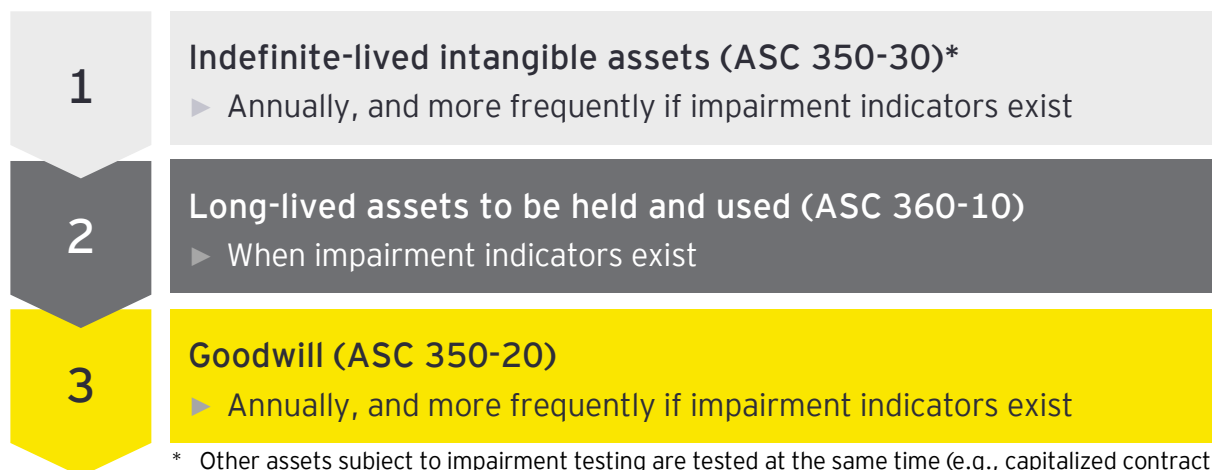 1
Indefinite-lived intangible assets (ASC 350-30)*
► Annually, and more frequently if impairment indicators exist
2
Long-lived assets to be held and used (ASC 360-10)
► When impairment indicators exist
3
Goodwill (ASC 350-20)
► Annually, and more frequently if impairment indicators exist
* Other assets subject to impairment testing are tested at the same time (e.g., capitalized contract